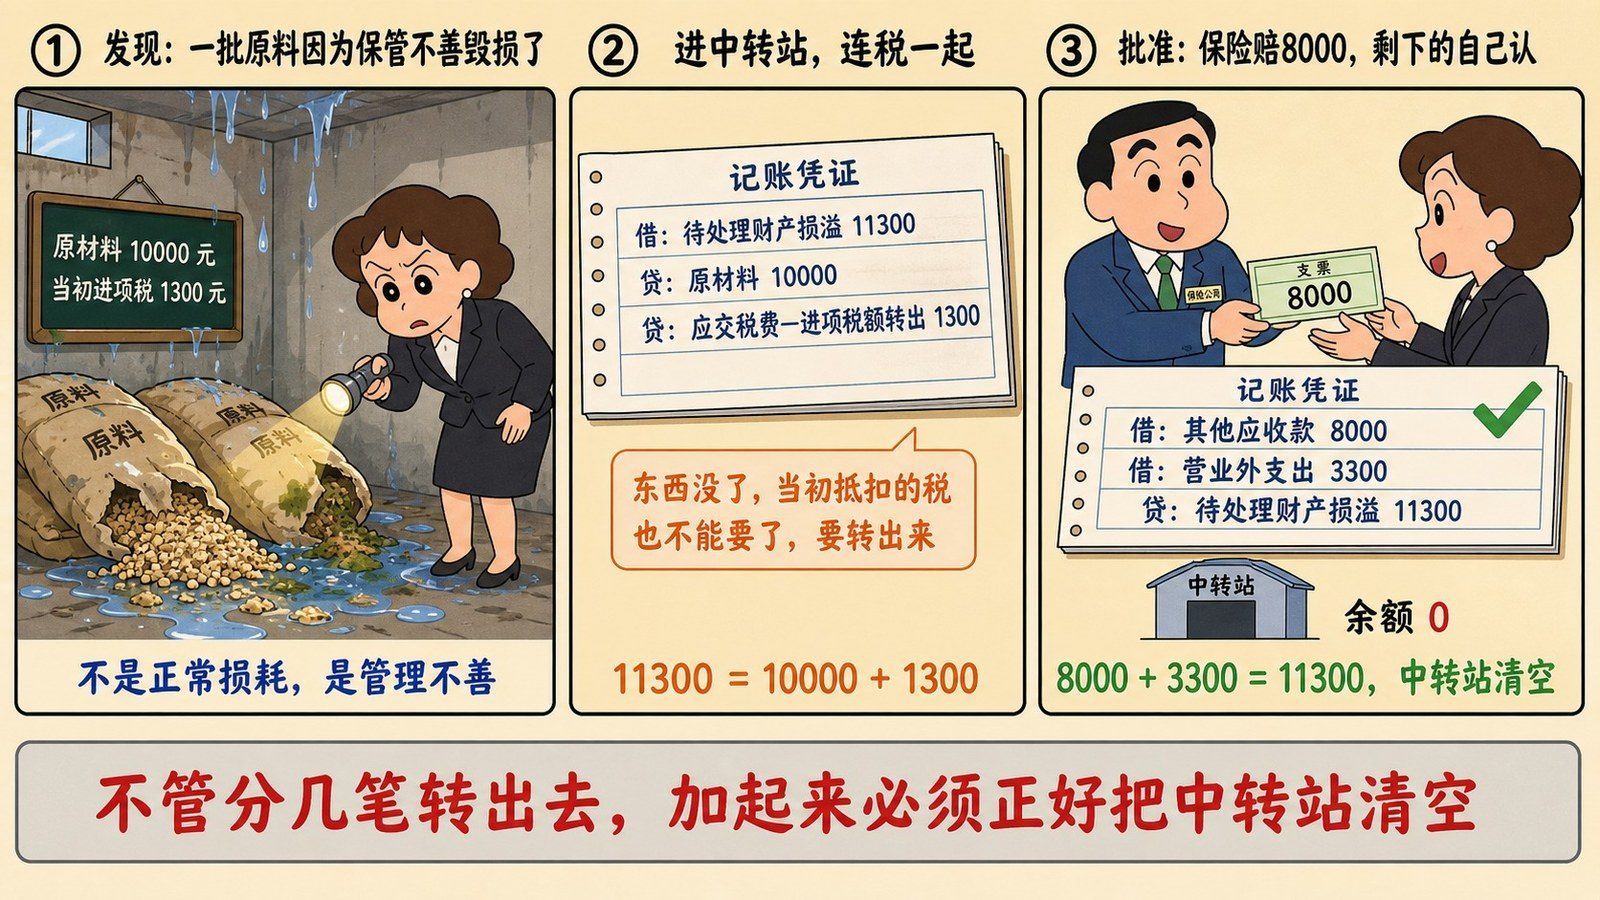 ① 发现：一批原料因为保管不善毁损了
原材料 10000 元
当初进项税 1300 元
原料
原料
原料
原料
不是正常损耗，是管理不善
② 进中转站，连税一起
记账凭证
借：待处理财产损溢 11300
贷：原材料 10000
贷：应交税费—进项税额转出 1300
东西没了，当初抵扣的税
也不能要了，要转出来
11300 = 10000 + 1300
③ 批准：保险赔8000，剩下的自己认
保险公司
支票
8000
记账凭证
借：其他应收款 8000
借：营业外支出 3300
贷：待处理财产损溢 11300
中转站
余额 0
8000 + 3300 = 11300，中转站清空
不管分几笔转出去，加起来必须正好把中转站清空